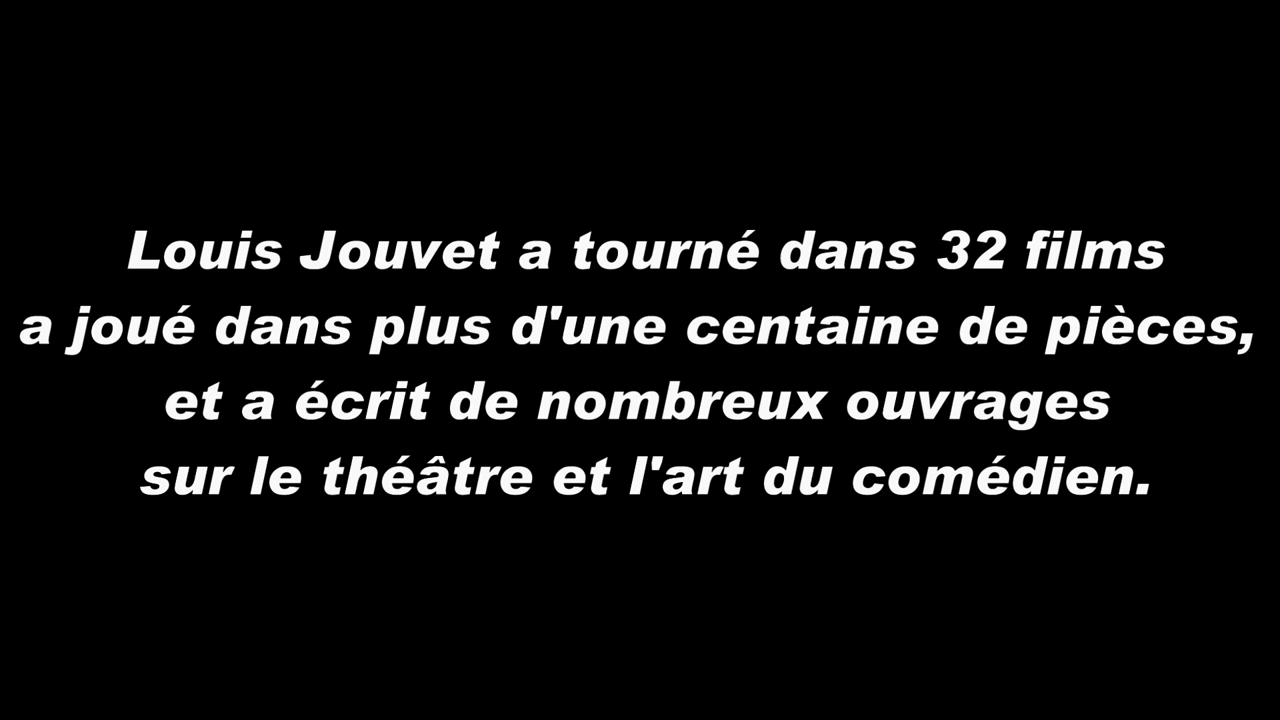 Louis Jouvet a tourné dans 32 films
a joué dans plus d'une centaine de pièces,
et a écrit de nombreux ouvrages
sur le théâtre et l'art du comédien.